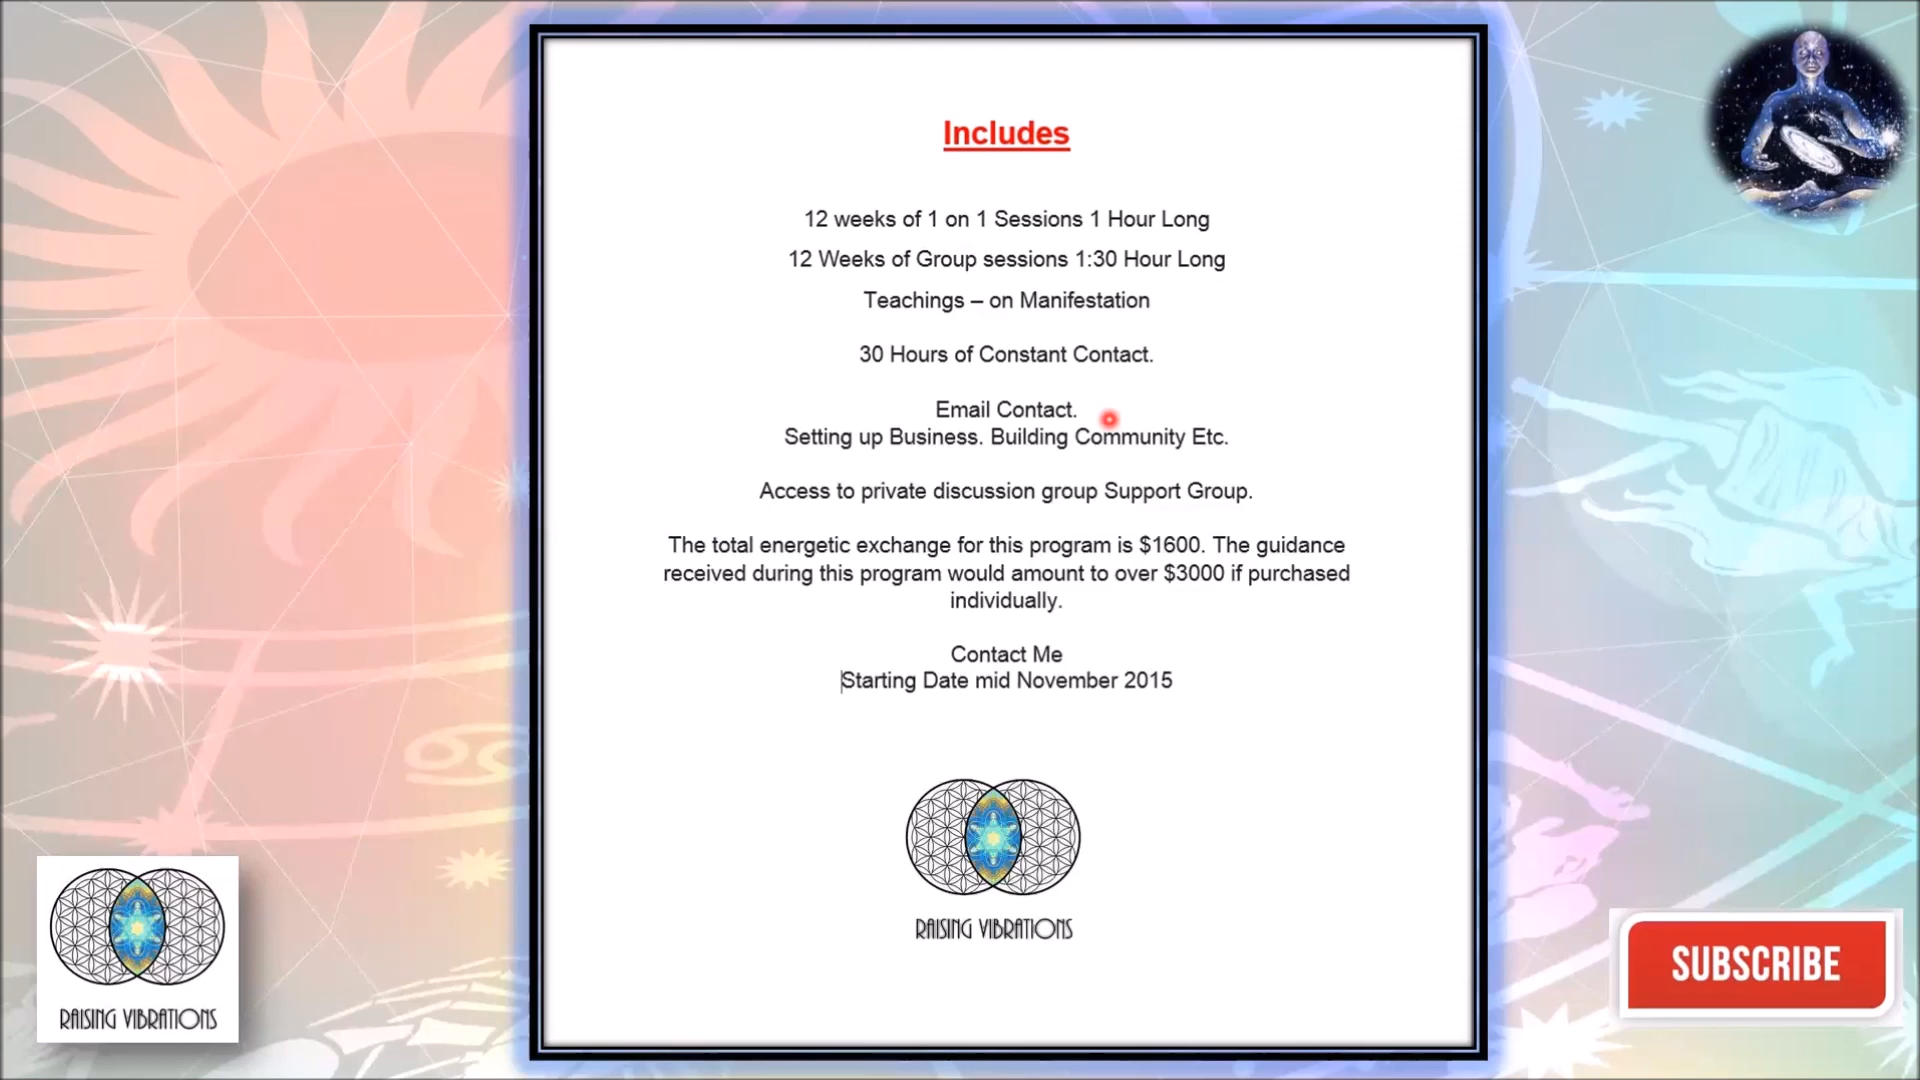 Includes
12 weeks of 1 on 1 Sessions 1 Hour Long
12 Weeks of Group sessions 1:30 Hour Long
Teachings – on Manifestation
30 Hours of Constant Contact.
Email Contact.
Setting up Business. Building Community Etc.
Access to private discussion group Support Group.
The total energetic exchange for this program is $1600. The guidance
received during this program would amount to over $3000 if purchased
individually.
Contact Me
Starting Date mid November 2015
RAISING VIBRATIONS
RAISING VIBRATIONS
SUBSCRIBE